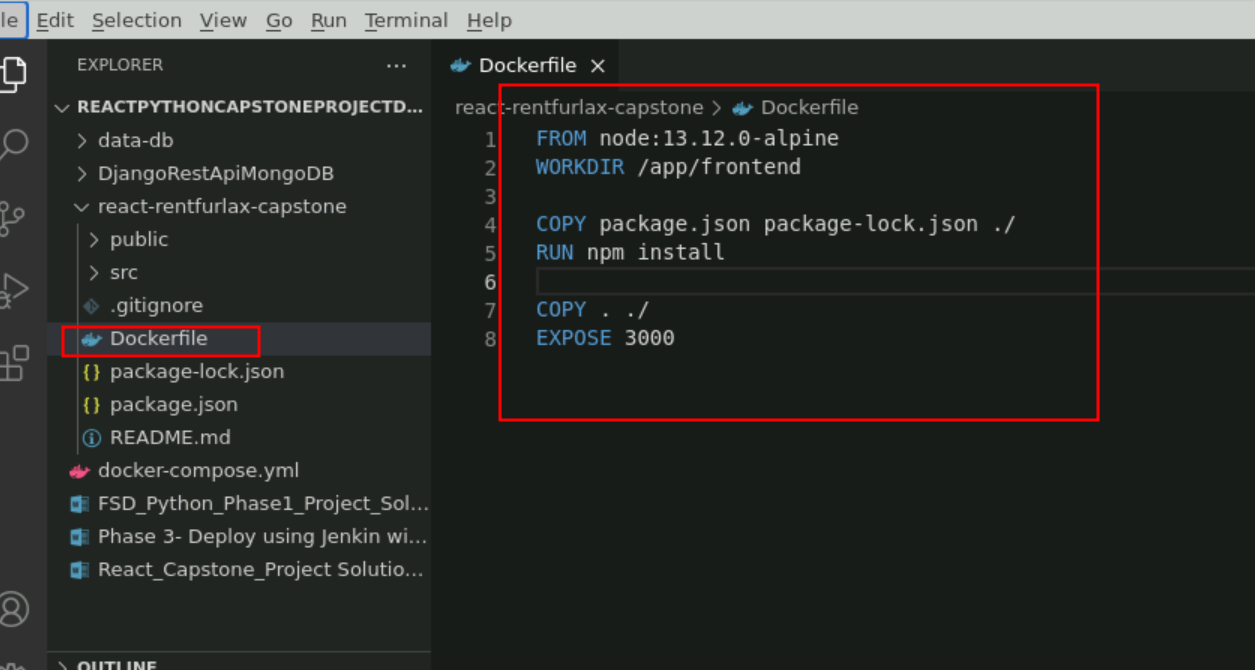 le Edit Selection View Go Run Terminal Help
EXPLORER ...
REACTPYTHONCAPSTONEPROJECTD...
data-db
DjangoRestApiMongoDB
react-rentfurlax-capstone
public
src
.gitignore
Dockerfile
{} package-lock.json
{} package.json
README.md
docker-compose.yml
FSD_Python_Phase1_Project_Sol...
Phase 3- Deploy using Jenkin wi...
React_Capstone_Project Solutio...
OUTLINE
Dockerfile ×
react-rentfurlax-capstone > Dockerfile
1 FROM node:13.12.0-alpine
2 WORKDIR /app/frontend
3
4 COPY package.json package-lock.json ./
5 RUN npm install
6
7 COPY . ./
8 EXPOSE 3000